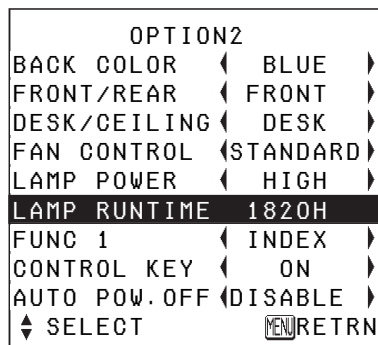 OPTION2
BACK COLOR BLUE
FRONT/REAR FRONT
DESK/CEILING DESK
FAN CONTROL STANDARD
LAMP POWER HIGH
LAMP RUNTIME 1820H
FUNC 1 INDEX
CONTROL KEY ON
AUTO POW.OFF DISABLE
SELECT MENU RETRN